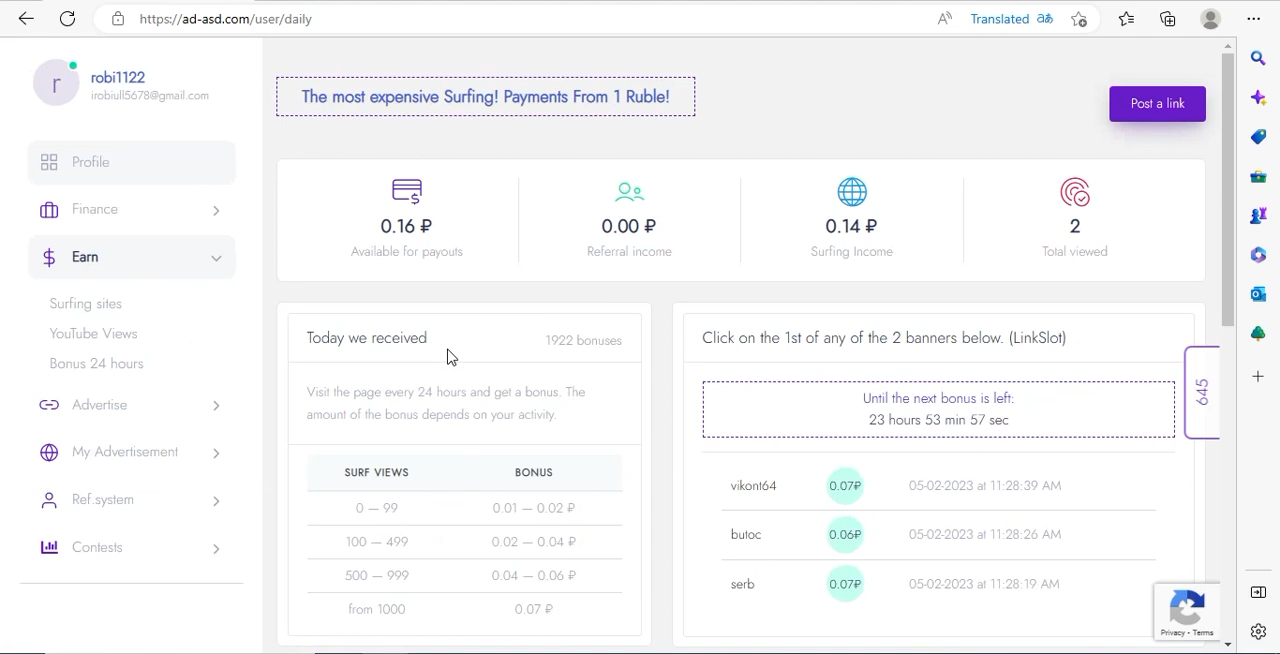 https://ad-asd.com/user/daily
Translated
r
robi1122
irobiull5678@gmail.com
Profile
Finance
Earn
Surfing sites
YouTube Views
Bonus 24 hours
Advertise
My Advertisement
Ref.system
Contests
The most expensive Surfing! Payments From 1 Ruble!
Post a link
0.16 ₽
Available for payouts
0.00 ₽
Referral income
0.14 ₽
Surfing Income
2
Total viewed
Today we received
1922 bonuses
Visit the page every 24 hours and get a bonus. The
amount of the bonus depends on your activity.
SURF VIEWS BONUS
0 — 99 0.01 — 0.02 ₽
100 — 499 0.02 — 0.04 ₽
500 — 999 0.04 — 0.06 ₽
from 1000 0.07 ₽
Click on the 1st of any of the 2 banners below. (LinkSlot)
Until the next bonus is left:
23 hours 53 min 57 sec
vikont64 0.07₽ 05-02-2023 at 11:28:39 AM
butoc 0.06₽ 05-02-2023 at 11:28:26 AM
serb 0.07₽ 05-02-2023 at 11:28:19 AM
645
Privacy - Terms